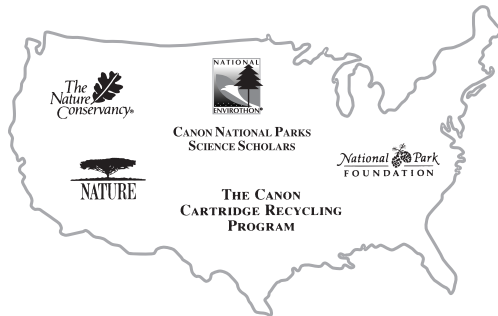 The
Nature
Conservancy®
NATIONAL
ENVIROTHON®
CANON NATIONAL PARKS
SCIENCE SCHOLARS
NATURE
National Park
FOUNDATION
THE CANON
CARTRIDGE RECYCLING
PROGRAM